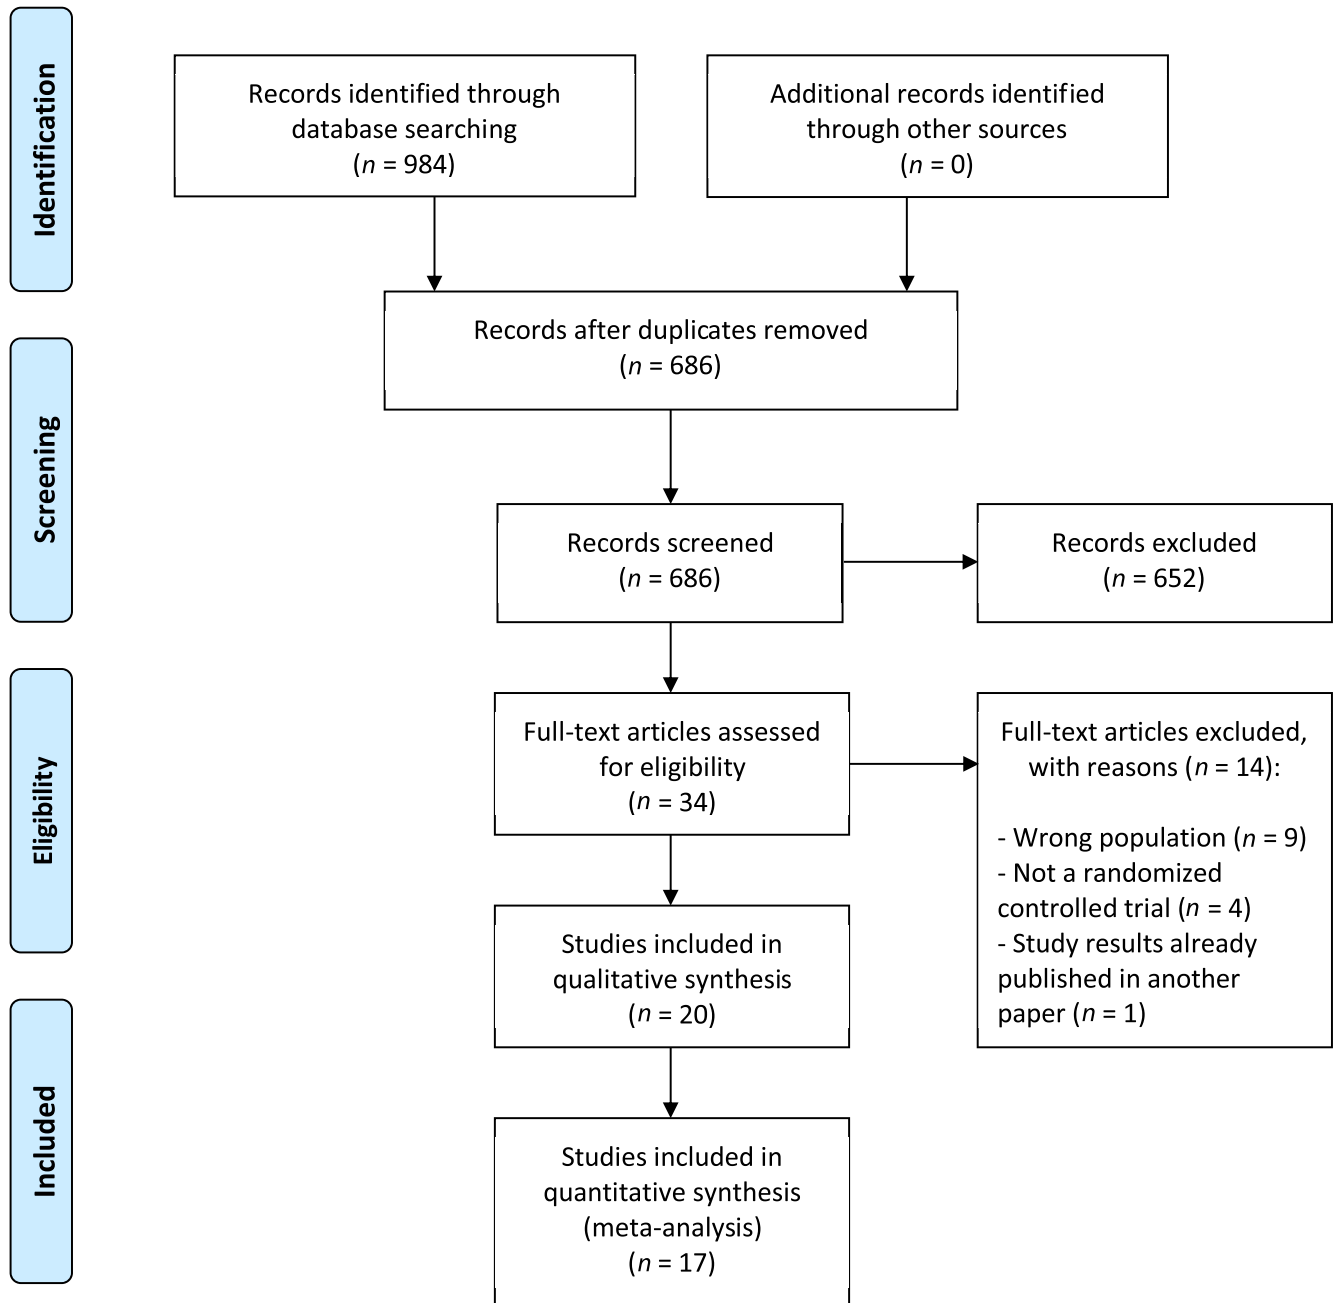 Identification
Records identified through
database searching
(n = 984)
Additional records identified
through other sources
(n = 0)
Records after duplicates removed
(n = 686)
Screening
Records screened
(n = 686)
Records excluded
(n = 652)
Eligibility
Full-text articles assessed
for eligibility
(n = 34)
Full-text articles excluded,
with reasons (n = 14):
- Wrong population (n = 9)
- Not a randomized
controlled trial (n = 4)
- Study results already
published in another
paper (n = 1)
Studies included in
qualitative synthesis
(n = 20)
Included
Studies included in
quantitative synthesis
(meta-analysis)
(n = 17)